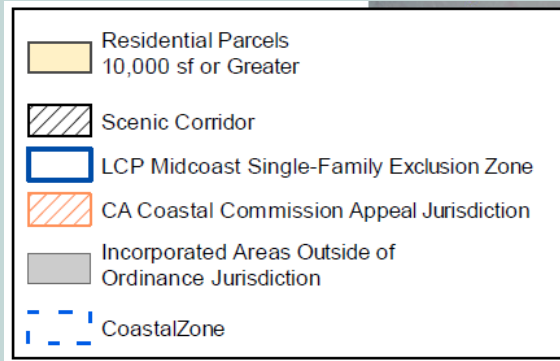 Residential Parcels
10,000 sf or Greater
Scenic Corridor
LCP Midcoast Single-Family Exclusion Zone
CA Coastal Commission Appeal Jurisdiction
Incorporated Areas Outside of
Ordinance Jurisdiction
CoastalZone